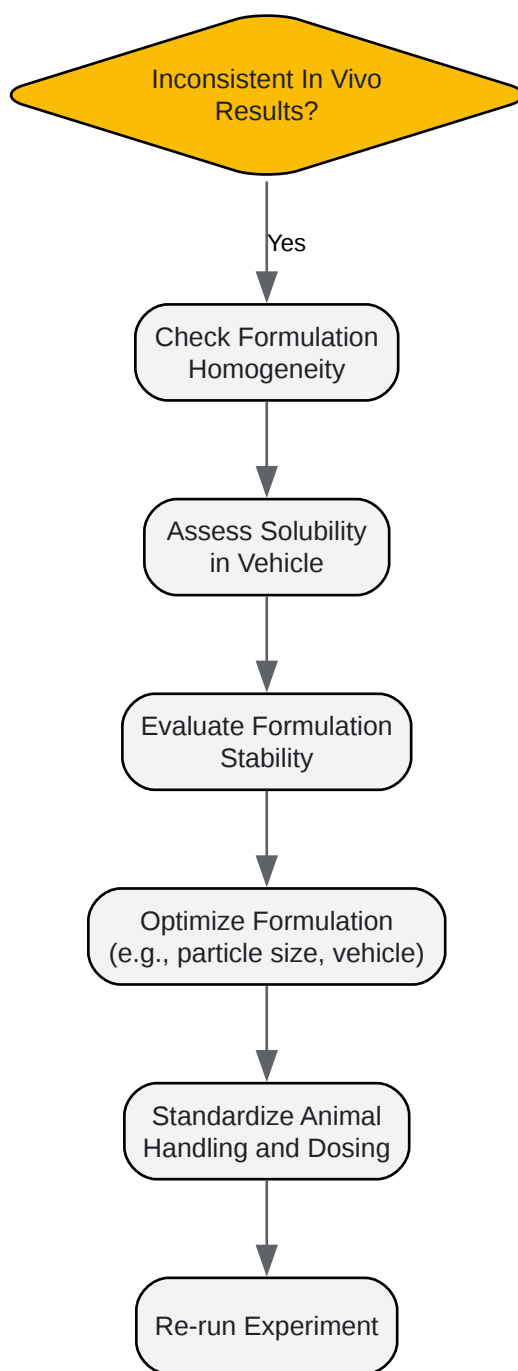 Inconsistent In Vivo
Results?
Yes
Check Formulation
Homogeneity
Assess Solubility
in Vehicle
Evaluate Formulation
Stability
Optimize Formulation
(e.g., particle size, vehicle)
Standardize Animal
Handling and Dosing
Re-run Experiment